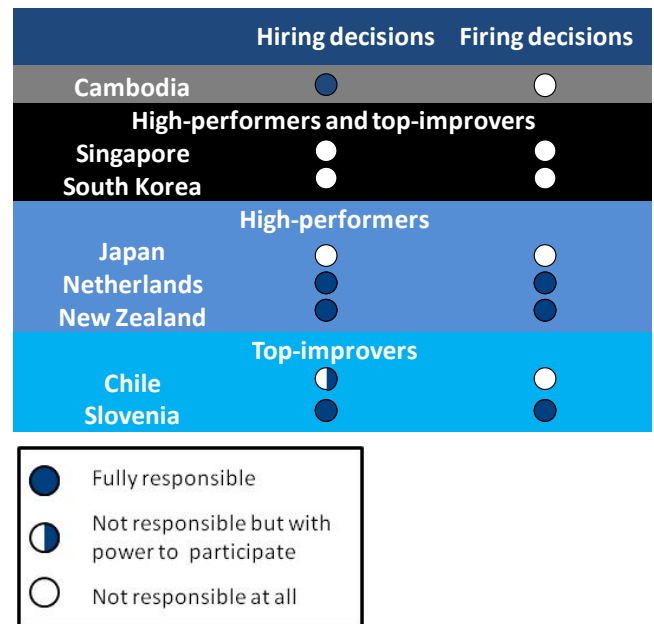 Hiring decisions Firing decisions
Cambodia
High-performers and top-improvers
Singapore
South Korea
High-performers
Japan
Netherlands
New Zealand
Top-improvers
Chile
Slovenia
Fully responsible
Not responsible but with
power to participate
Not responsible at all